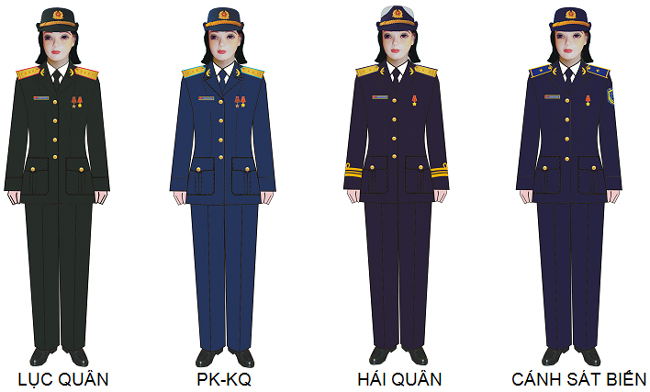 LỤC QUÂN
PK-KQ
HẢI QUÂN
CẢNH SÁT BIỂN